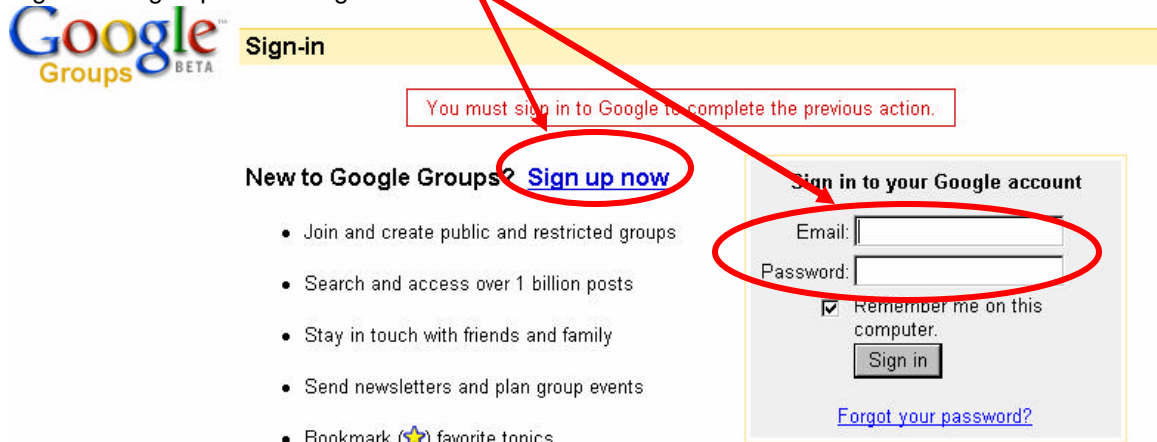 Google
Groups BETA
Sign-in
You must sign in to Google to complete the previous action.
New to Google Groups? Sign up now
• Join and create public and restricted groups
• Search and access over 1 billion posts
• Stay in touch with friends and family
• Send newsletters and plan group events
• Bookmark ( ) favorite topics
Sign in to your Google account
Email:
Password:
Remember me on this
computer.
Sign in
Forgot your password?